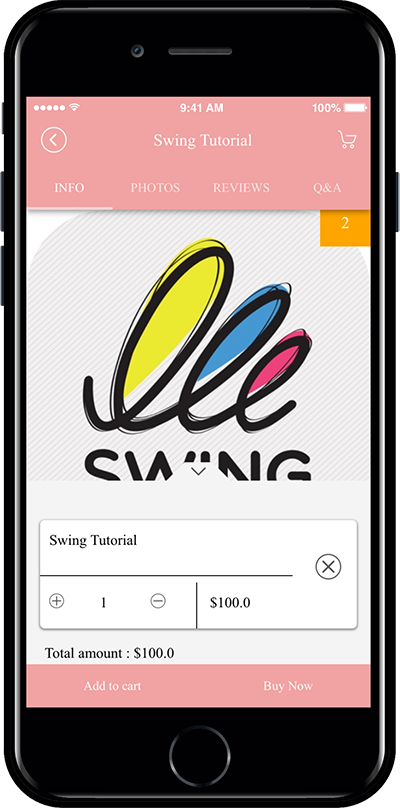 9:41 AM
100%
Swing Tutorial
INFO
PHOTOS
REVIEWS
Q&A
2
SWING
Swing Tutorial
1
$100.0
Total amount : $100.0
Add to cart
Buy Now